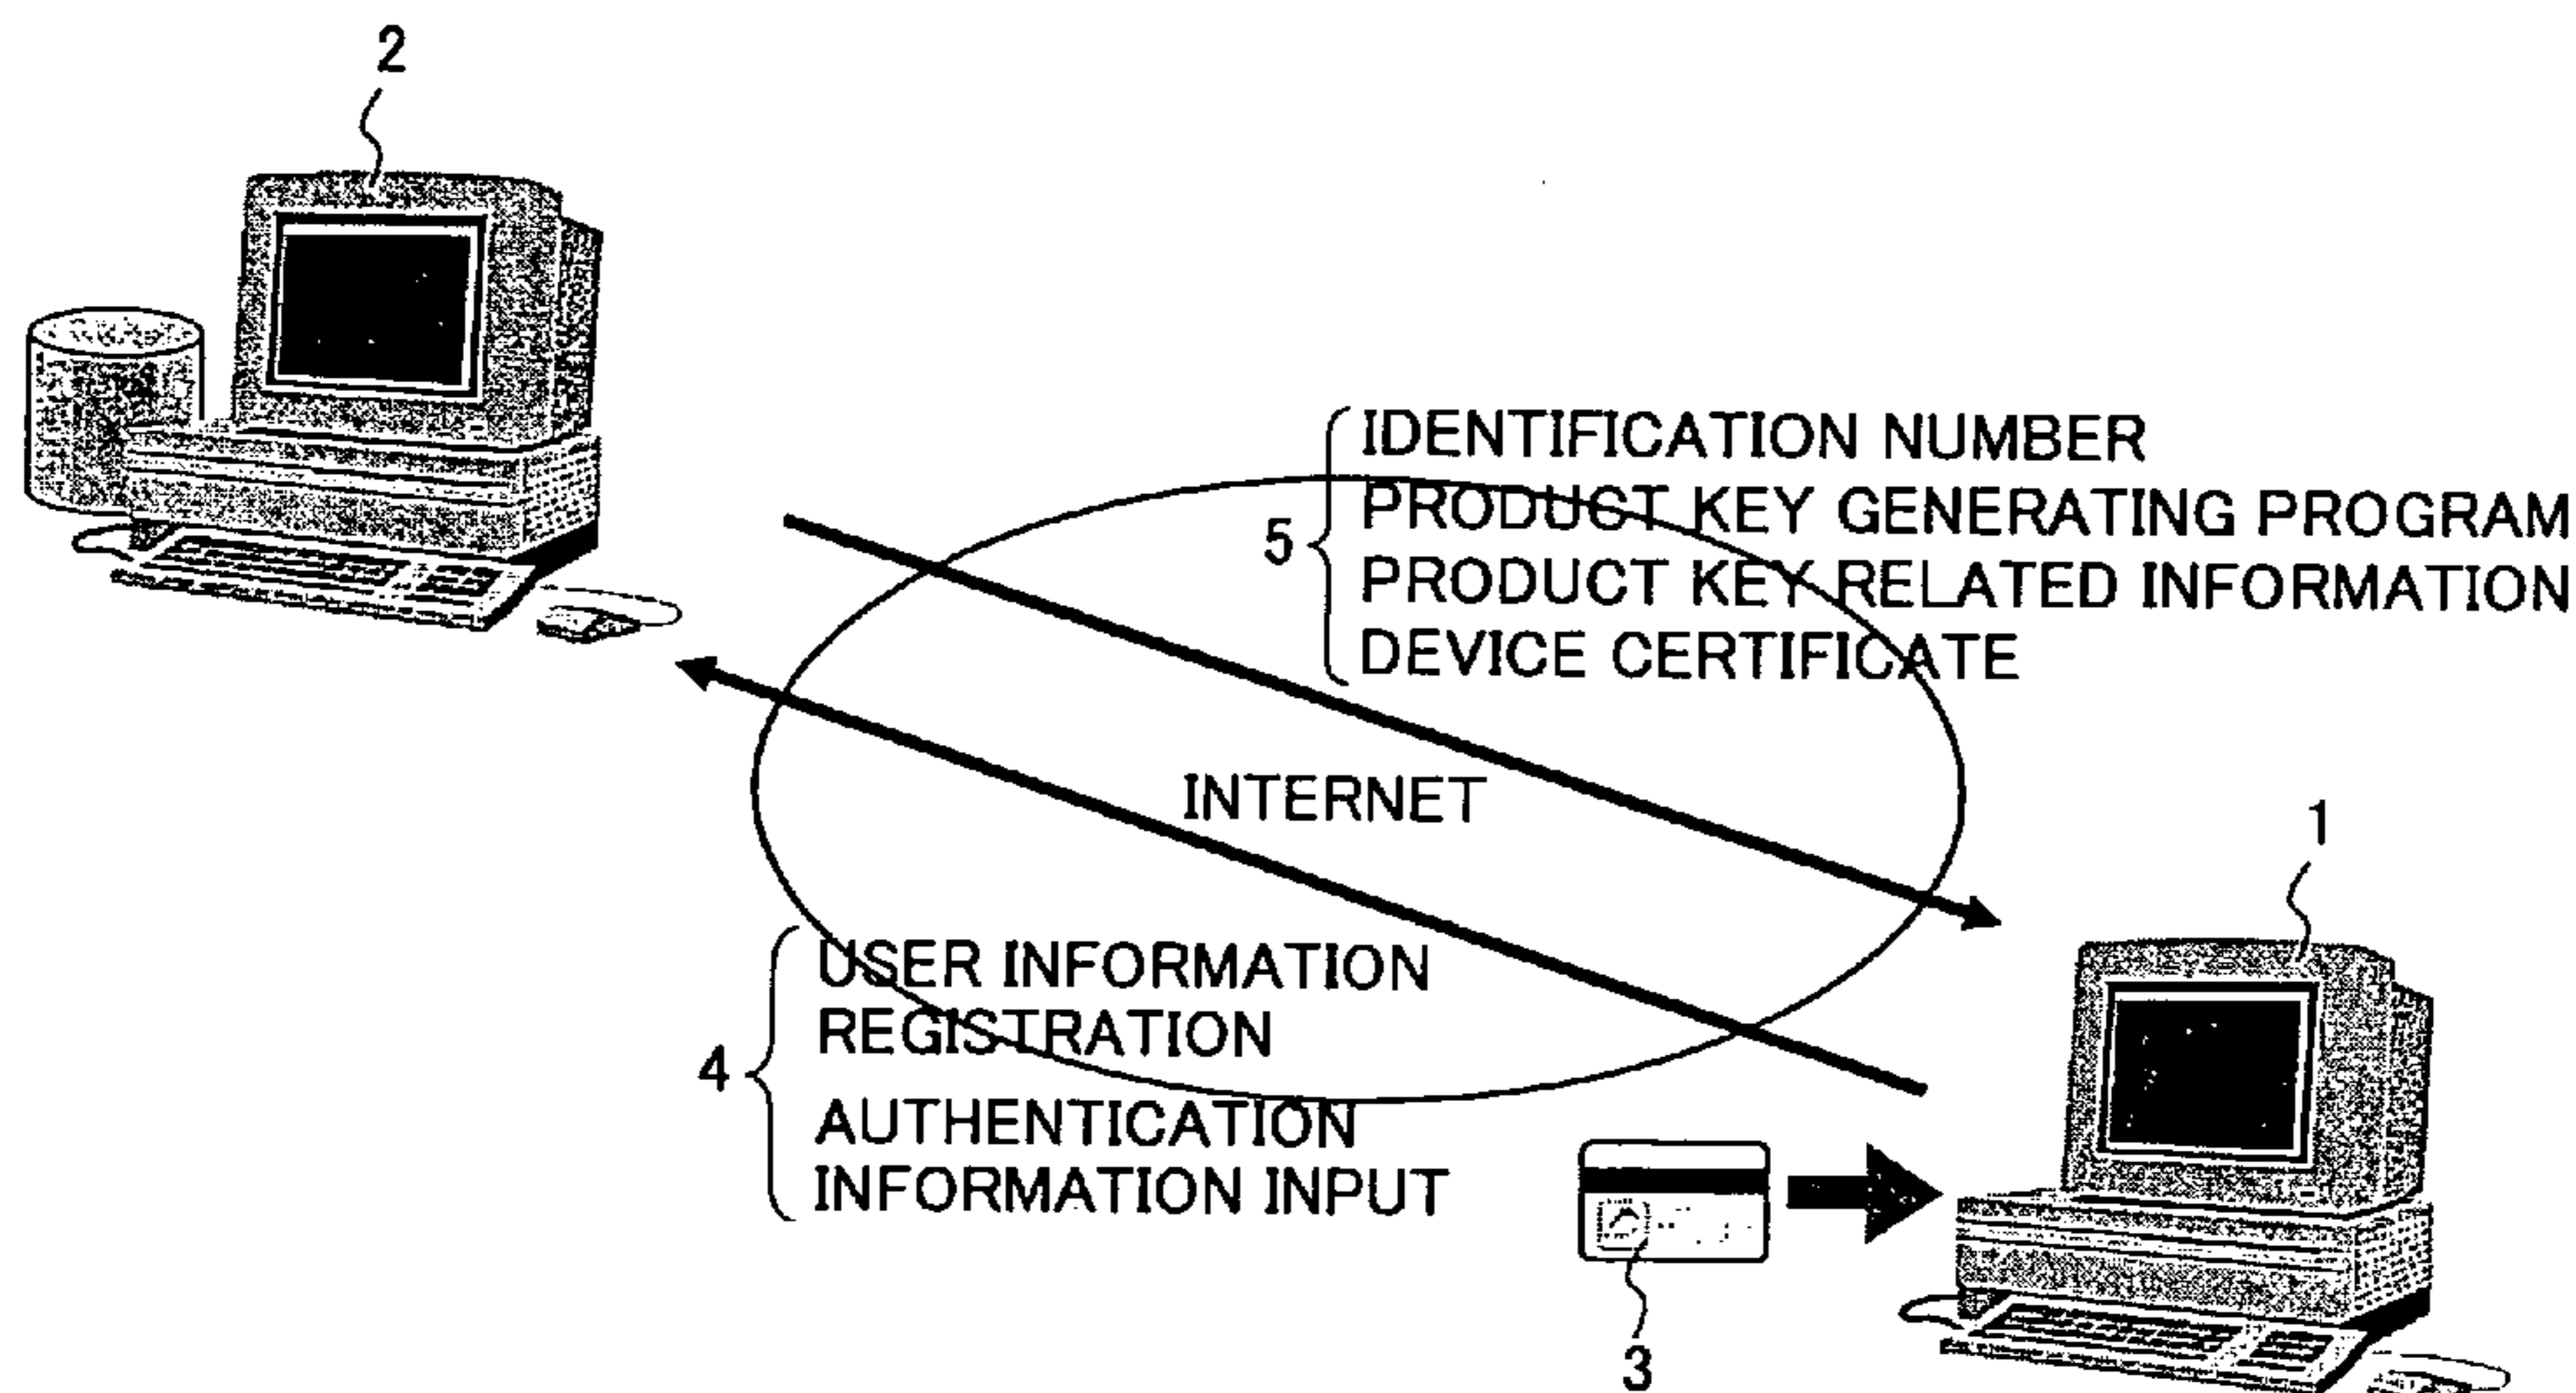 2
5
IDENTIFICATION NUMBER
PRODUCT KEY GENERATING PROGRAM
PRODUCT KEY RELATED INFORMATION
DEVICE CERTIFICATE
INTERNET
1
4
USER INFORMATION
REGISTRATION
AUTHENTICATION
INFORMATION INPUT
3